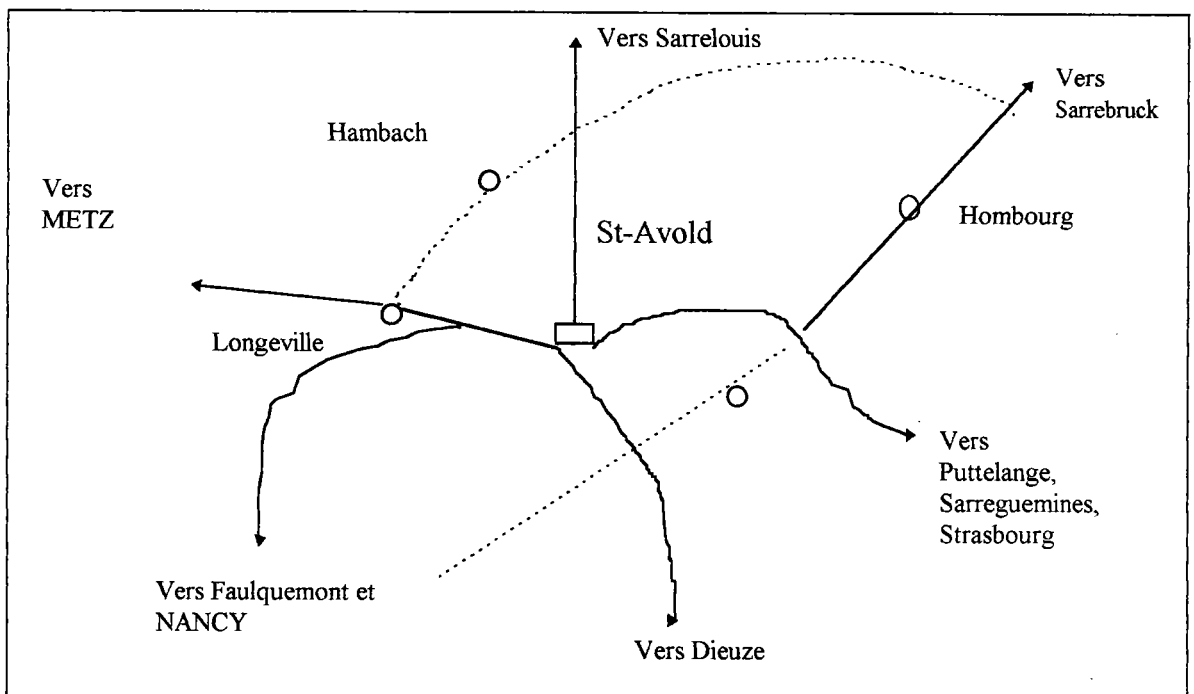 Vers Sarrelouis
Vers
Sarrebruck
Hambach
Vers
METZ
St-Avold
Hombourg
Longeville
Vers
Puttelange,
Sarreguemines,
Strasbourg
Vers Faulquemont et
NANCY
Vers Dieuze